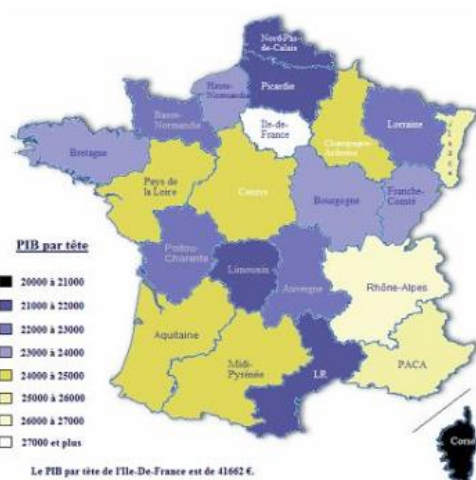 Nord-Pas-
de-Calais
Picardie
Haute-
Normandie
Basse-
Normandie
Ile-de-
France
Champagne-
Ardenne
Lorraine
Alsace
Bretagne
Pays de
la Loire
Centre
Bourgogne
Franche-
Comté
Poitou-
Charente
Limousin
Auvergne
Rhône-Alpes
Aquitaine
Midi-
Pyrénée
LR
PACA
Corse
PIB par tête
20000 à 21000
21000 à 22000
22000 à 23000
23000 à 24000
24000 à 25000
25000 à 26000
26000 à 27000
27000 et plus
Le PIB par tête de l'Ile-De-France est de 41662 €.